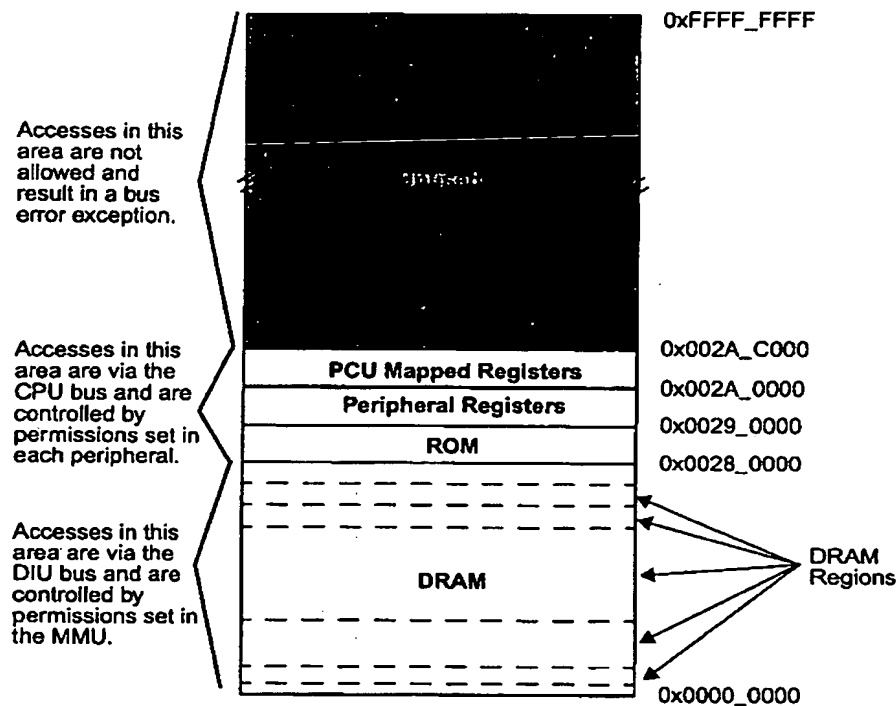 0xFFFF_FFFF
Accesses in this
area are not
allowed and
result in a bus
error exception.
0x002A_C000
PCU Mapped Registers
Accesses in this
area are via the
CPU bus and are
controlled by
permissions set in
each peripheral.
0x002A_0000
Peripheral Registers
0x0029_0000
ROM
0x0028_0000
Accesses in this
area are via the
DIU bus and are
controlled by
permissions set in
the MMU.
DRAM
DRAM
Regions
0x0000_0000